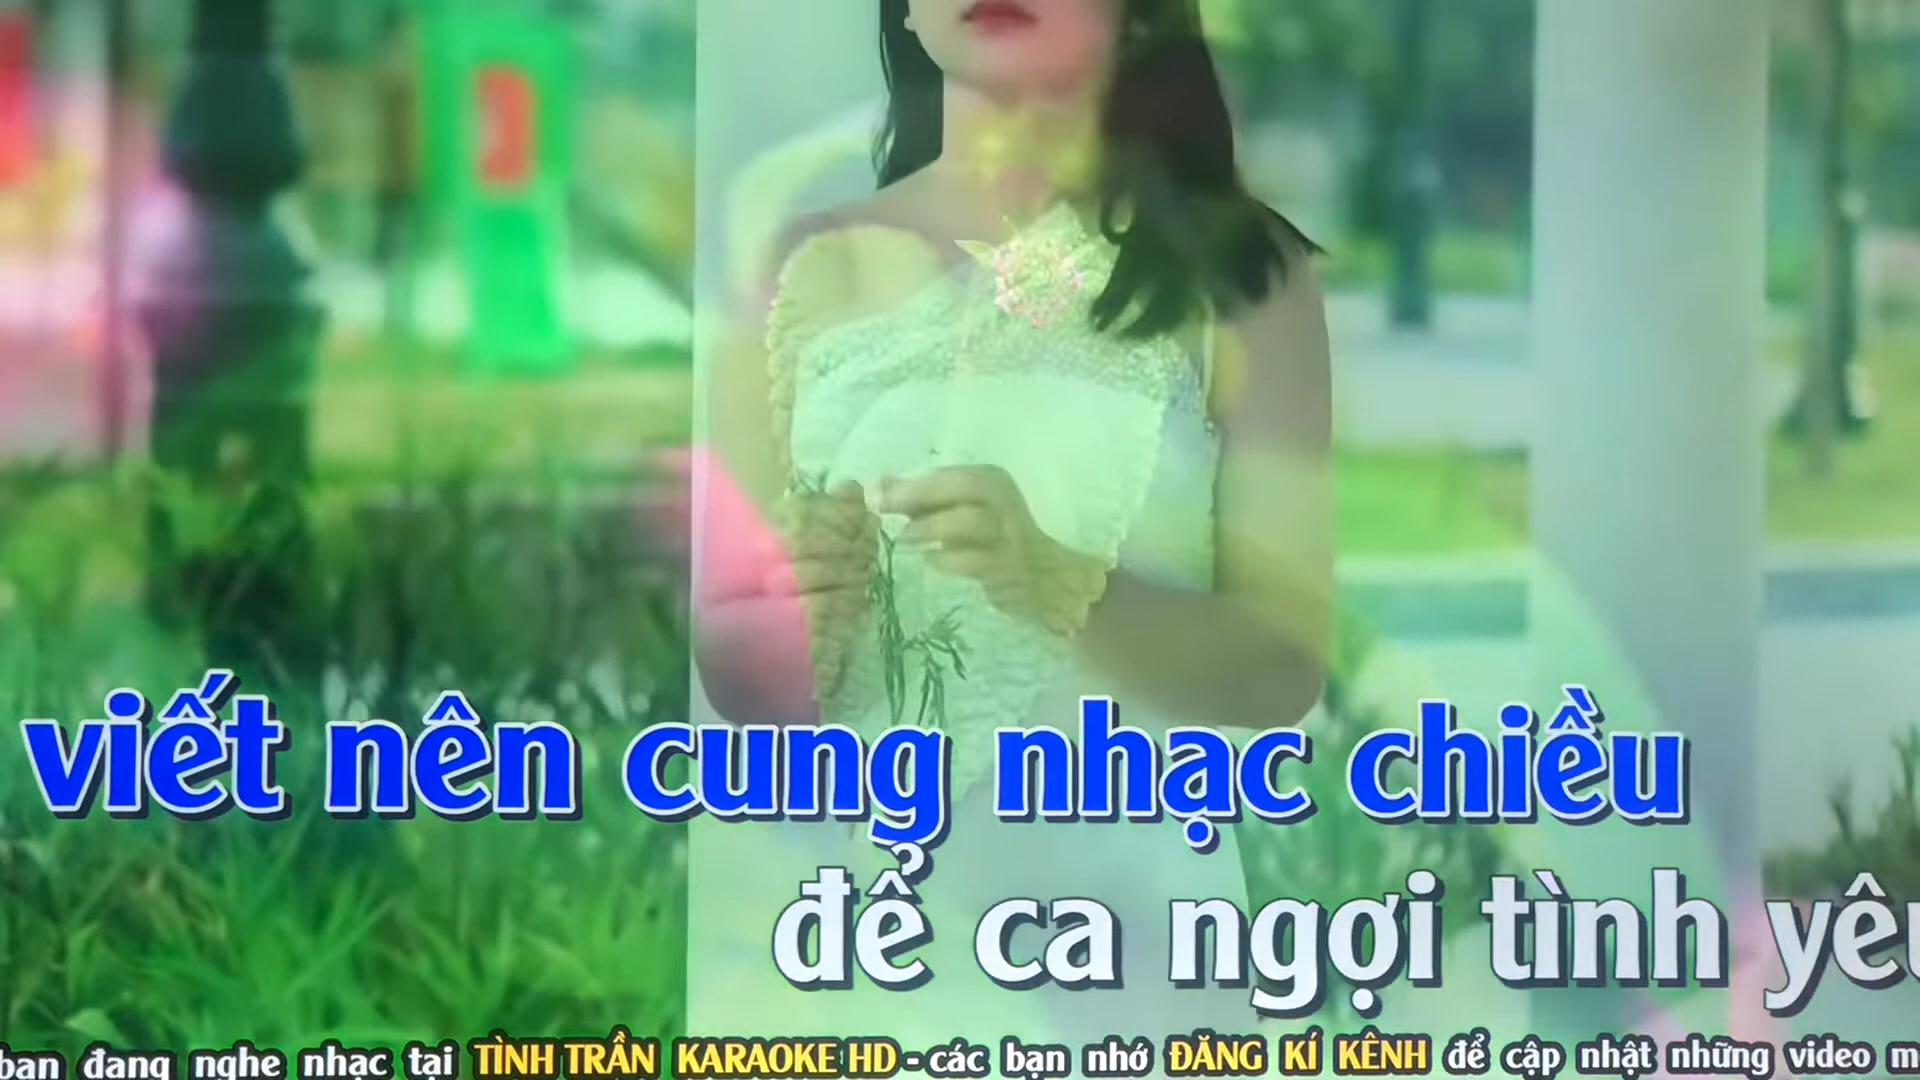 viết nên cung nhạc chiều
để ca ngợi tình yêu
bạn đang nghe nhạc tại TÌNH TRẦN KARAOKE HD - các bạn nhớ ĐĂNG KÍ KÊNH để cập nhật những video